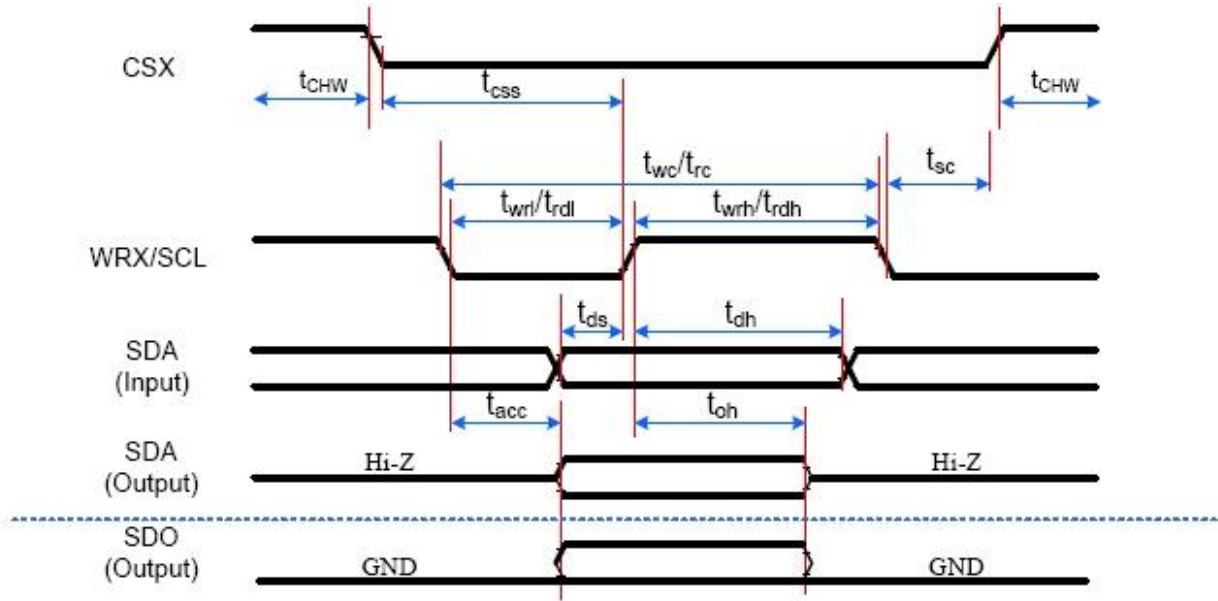 CSX
tCHW
tcss
tCHW
twc/trc
tsc
twrl/trdl
twrh/trdh
WRX/SCL
tds
tdh
SDA
(Input)
tacc
toh
SDA
(Output)
Hi-Z
Hi-Z
SDO
(Output)
GND
GND